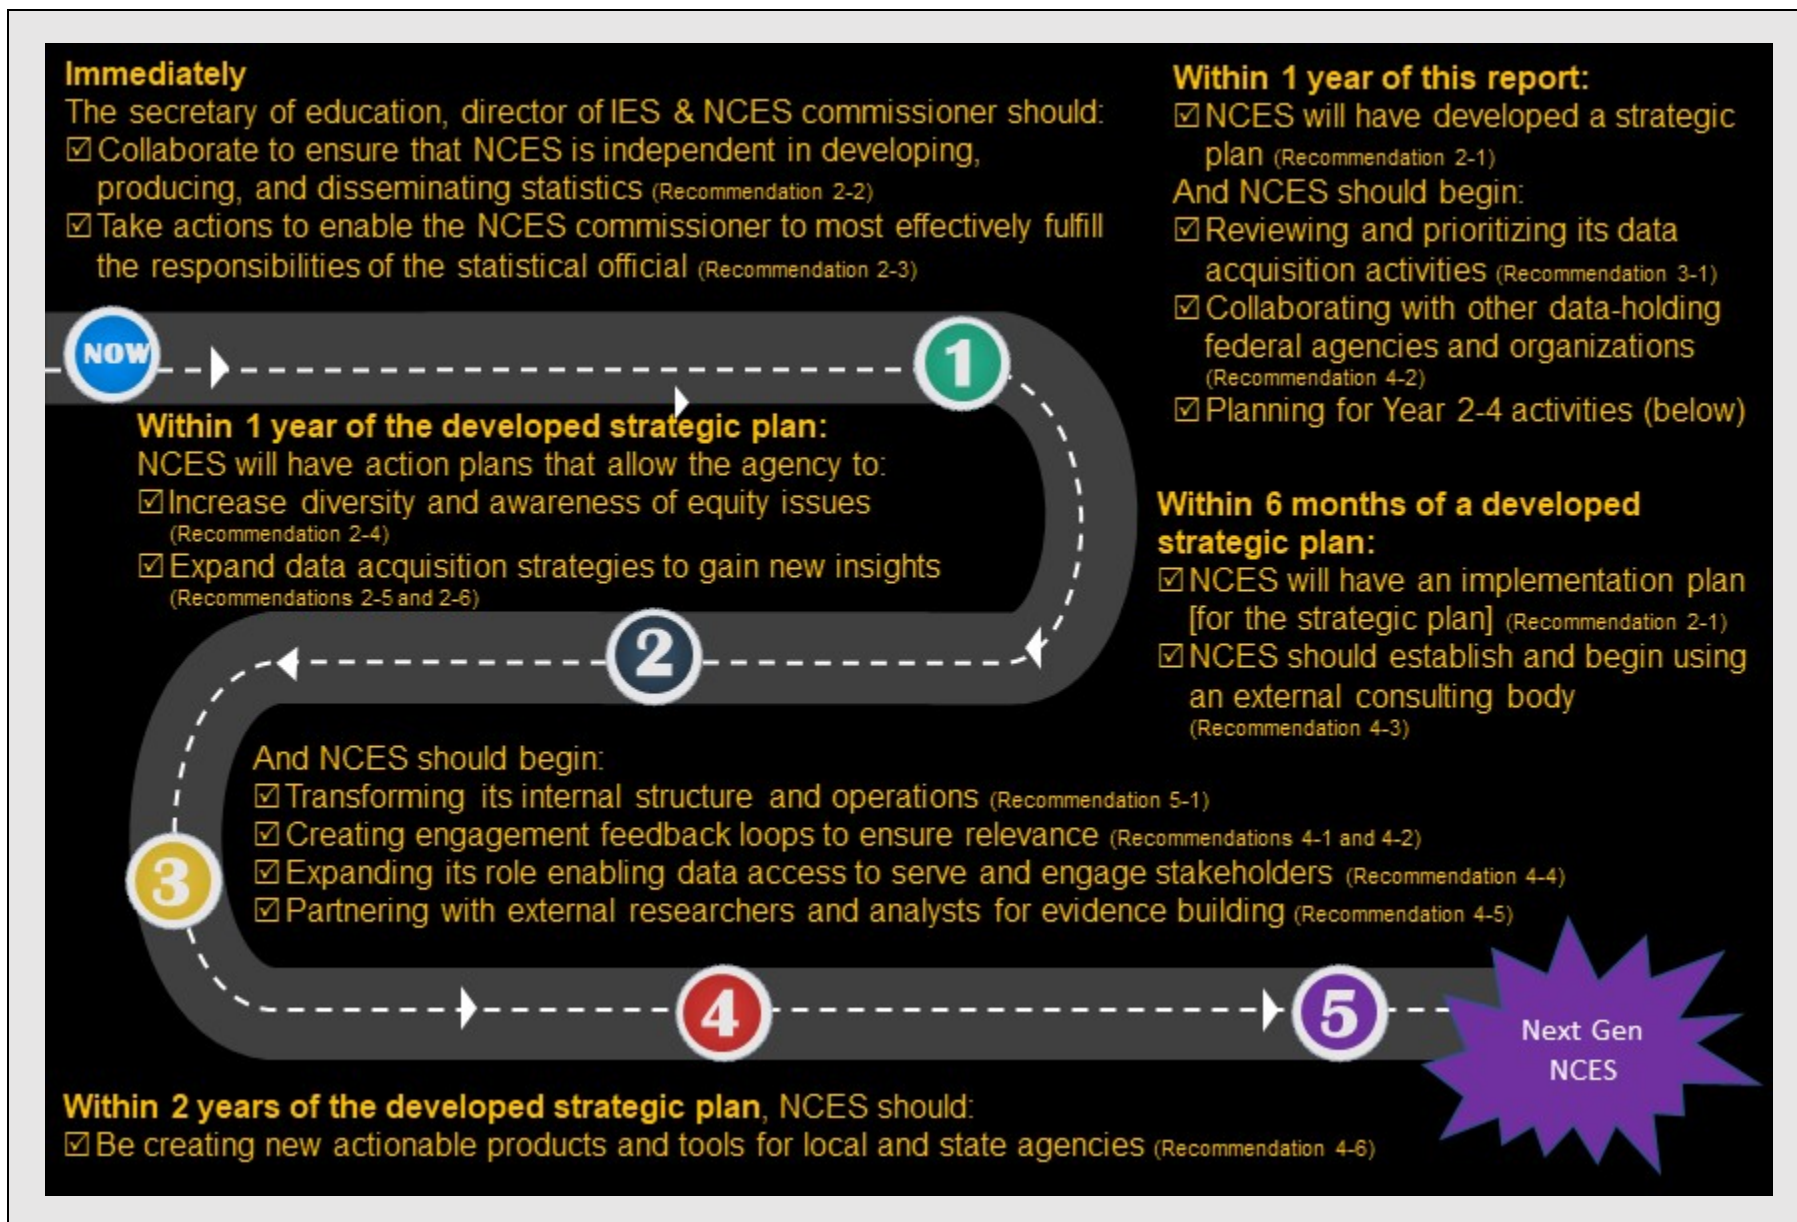 Immediately
The secretary of education, director of IES & NCES commissioner should:
☑ Collaborate to ensure that NCES is independent in developing,
producing, and disseminating statistics (Recommendation 2-2)
☑ Take actions to enable the NCES commissioner to most effectively fulfill
the responsibilities of the statistical official (Recommendation 2-3)
Within 1 year of this report:
☑ NCES will have developed a strategic
plan (Recommendation 2-1)
And NCES should begin:
☑ Reviewing and prioritizing its data
acquisition activities (Recommendation 3-1)
☑ Collaborating with other data-holding
federal agencies and organizations
(Recommendation 4-2)
☑ Planning for Year 2-4 activities (below)
NOW
1
Within 1 year of the developed strategic plan:
NCES will have action plans that allow the agency to:
☑ Increase diversity and awareness of equity issues
(Recommendation 2-4)
☑ Expand data acquisition strategies to gain new insights
(Recommendations 2-5 and 2-6)
Within 6 months of a developed
strategic plan:
☑ NCES will have an implementation plan
[for the strategic plan] (Recommendation 2-1)
☑ NCES should establish and begin using
an external consulting body
(Recommendation 4-3)
2
And NCES should begin:
☑ Transforming its internal structure and operations (Recommendation 5-1)
☑ Creating engagement feedback loops to ensure relevance (Recommendations 4-1 and 4-2)
☑ Expanding its role enabling data access to serve and engage stakeholders (Recommendation 4-4)
☑ Partnering with external researchers and analysts for evidence building (Recommendation 4-5)
3
4
5
Next Gen
NCES
Within 2 years of the developed strategic plan, NCES should:
☑ Be creating new actionable products and tools for local and state agencies (Recommendation 4-6)